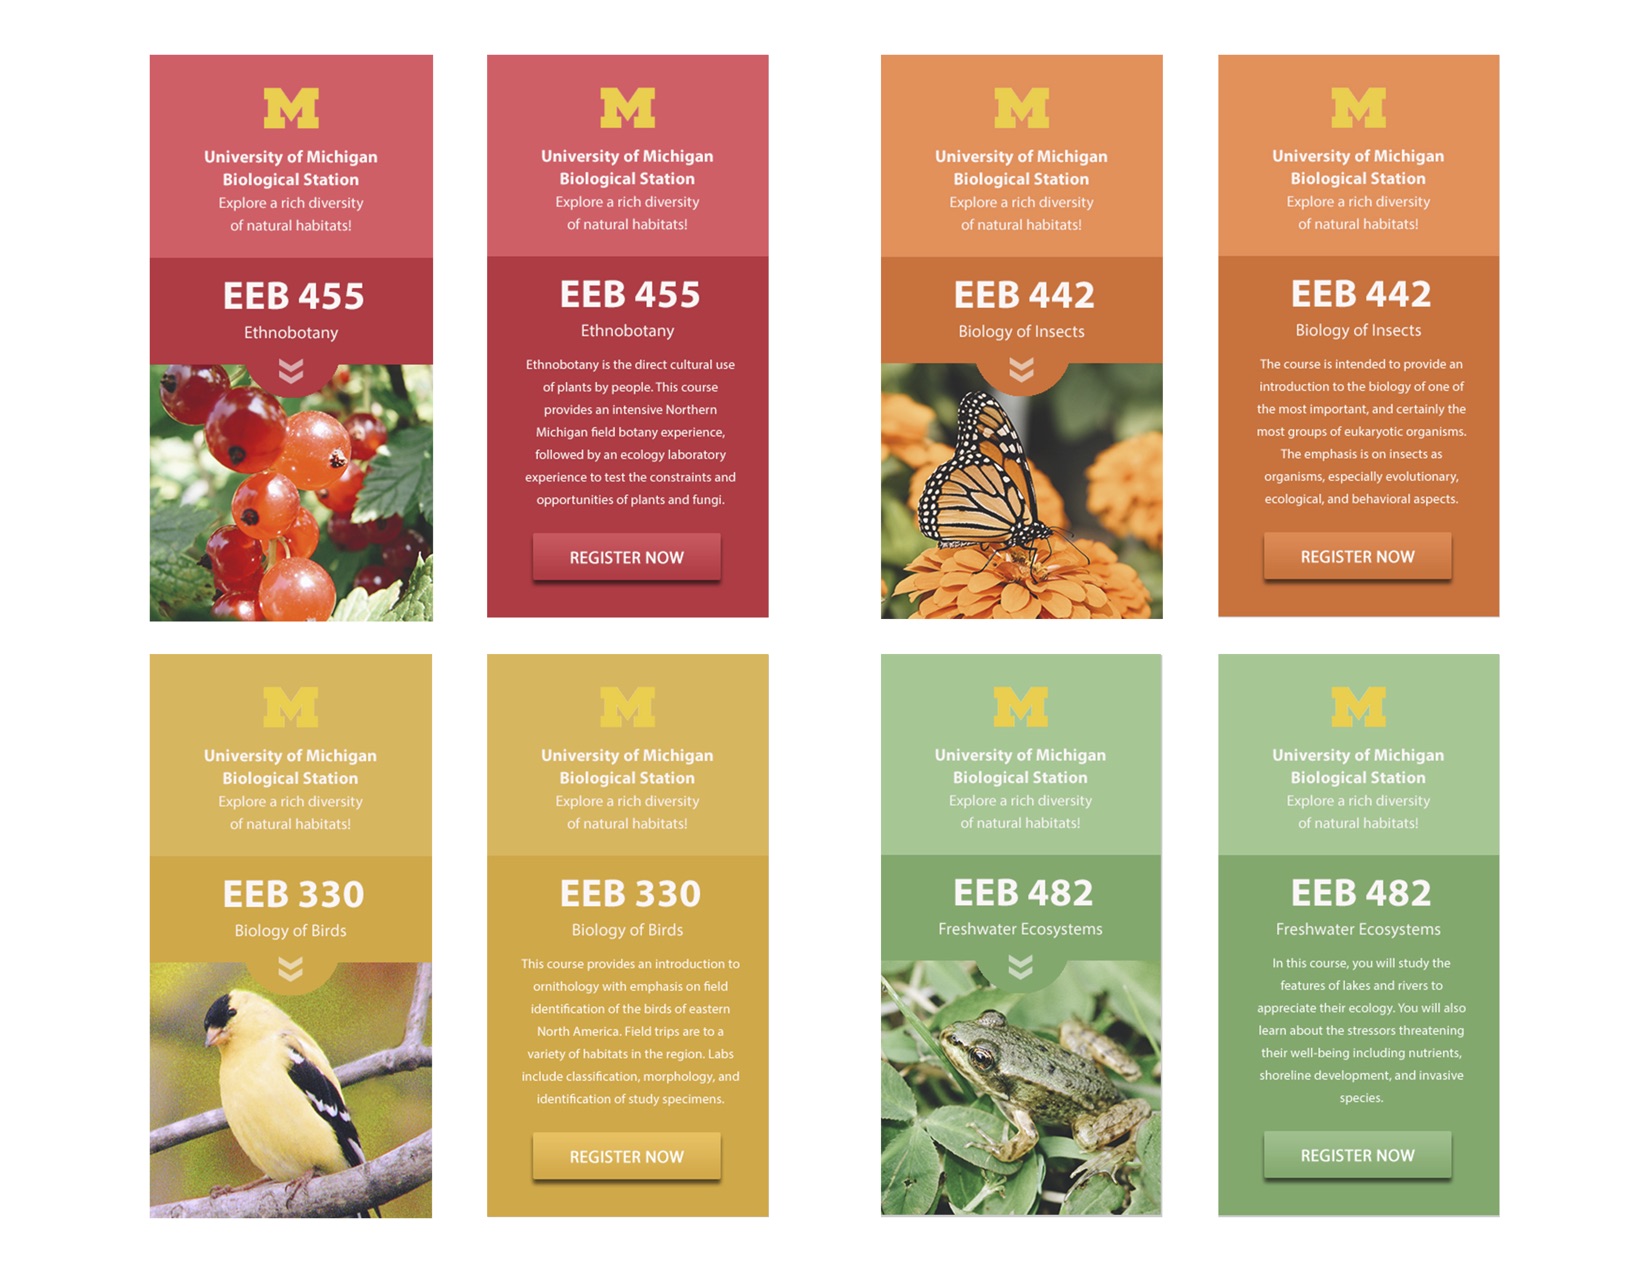 M
University of Michigan
Biological Station
Explore a rich diversity
of natural habitats!
EEB 455
Ethnobotany
M
University of Michigan
Biological Station
Explore a rich diversity
of natural habitats!
EEB 455
Ethnobotany
Ethnobotany is the direct cultural use
of plants by people. This course
provides an intensive Northern
Michigan field botany experience,
followed by an ecology laboratory
experience to test the constraints and
opportunities of plants and fungi.
REGISTER NOW
M
University of Michigan
Biological Station
Explore a rich diversity
of natural habitats!
EEB 442
Biology of Insects
M
University of Michigan
Biological Station
Explore a rich diversity
of natural habitats!
EEB 442
Biology of Insects
The course is intended to provide an
introduction to the biology of one of
the most important, and certainly the
most groups of eukaryotic organisms.
The emphasis is on insects as
organisms, especially evolutionary,
ecological, and behavioral aspects.
REGISTER NOW
M
University of Michigan
Biological Station
Explore a rich diversity
of natural habitats!
EEB 330
Biology of Birds
M
University of Michigan
Biological Station
Explore a rich diversity
of natural habitats!
EEB 330
Biology of Birds
This course provides an introduction to
ornithology with emphasis on field
identification of the birds of eastern
North America. Field trips are to a
variety of habitats in the region. Labs
include classification, morphology, and
identification of study specimens.
REGISTER NOW
M
University of Michigan
Biological Station
Explore a rich diversity
of natural habitats!
EEB 482
Freshwater Ecosystems
M
University of Michigan
Biological Station
Explore a rich diversity
of natural habitats!
EEB 482
Freshwater Ecosystems
In this course, you will study the
features of lakes and rivers to
appreciate their ecology. You will also
learn about the stressors threatening
their well-being including nutrients,
shoreline development, and invasive
species.
REGISTER NOW